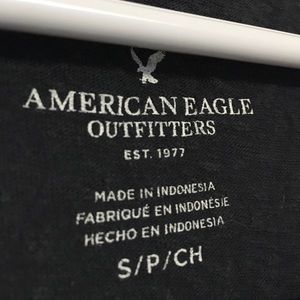 AMERICAN EAGLE
OUTFITTERS
EST. 1977
MADE IN INDONESIA
FABRIQUÉ EN INDONÉSIE
HECHO EN INDONESIA
S/P/CH